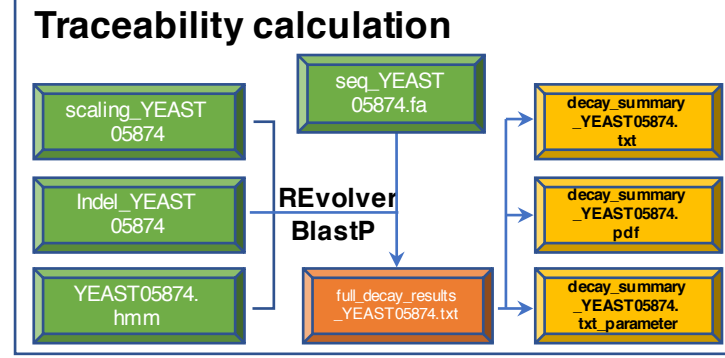 Traceability calculation
scaling_YEAST
05874
seq_YEAST
05874.fa
decay_summary
_YEAST05874.
txt
Indel_YEAST
05874
REvolver
BlastP
decay_summary
_YEAST05874.
pdf
YEAST05874.
hmm
full_decay_results
_YEAST05874.txt
decay_summary
_YEAST05874.
txt_parameter